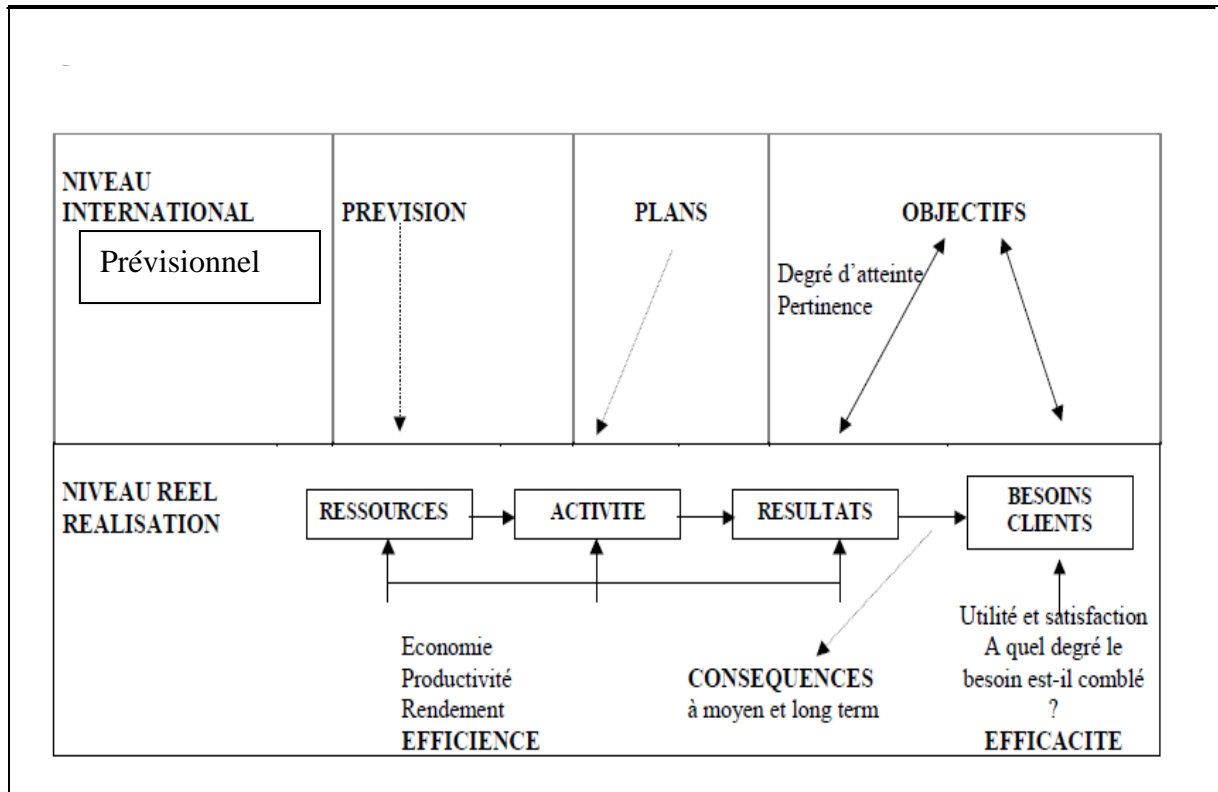 NIVEAU
INTERNATIONAL
Prévisionnel
PREVISION
PLANS
OBJECTIFS
Degré d'atteinte
Pertinence
NIVEAU REEL
REALISATION
RESSOURCES
ACTIVITE
RESULTATS
BESOINS
CLIENTS
Economie
Productivité
Rendement
EFFICIENCE
CONSEQUENCES
à moyen et long term
Utilité et satisfaction
A quel degré le
besoin est-il comblé
?
EFFICACITE